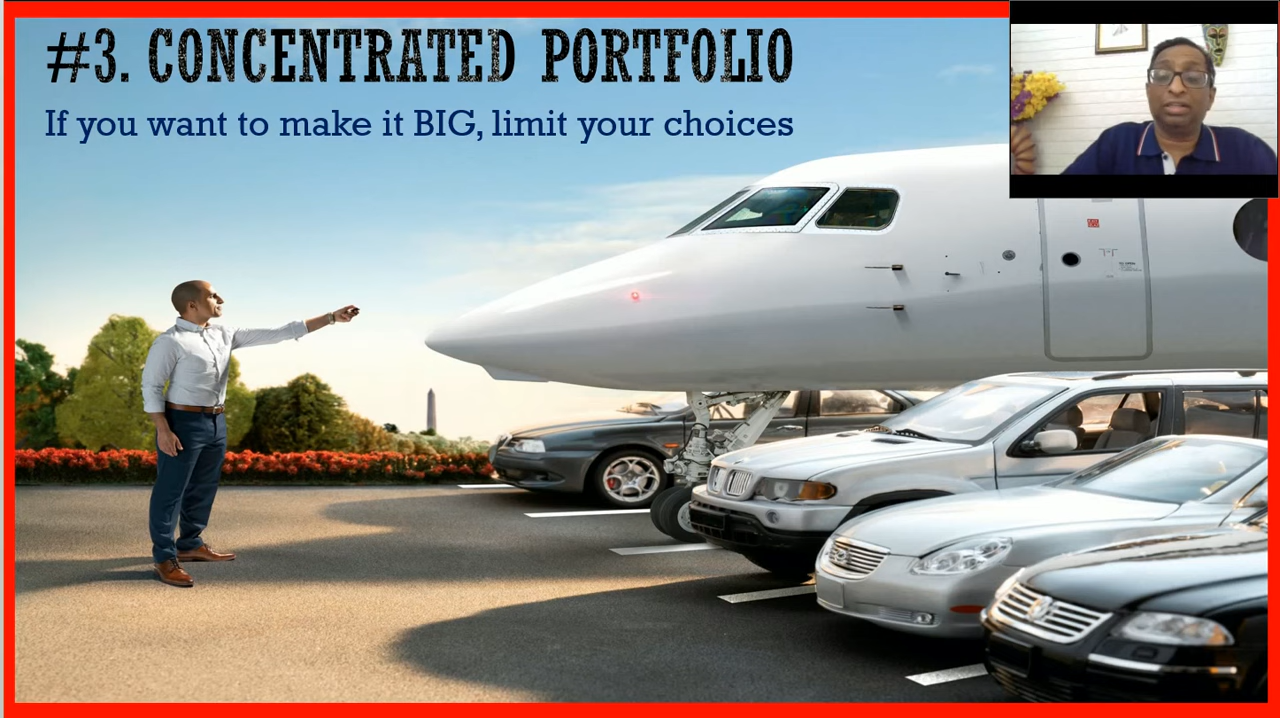 #3. CONCENTRATED PORTFOLIO
If you want to make it BIG, limit your choices